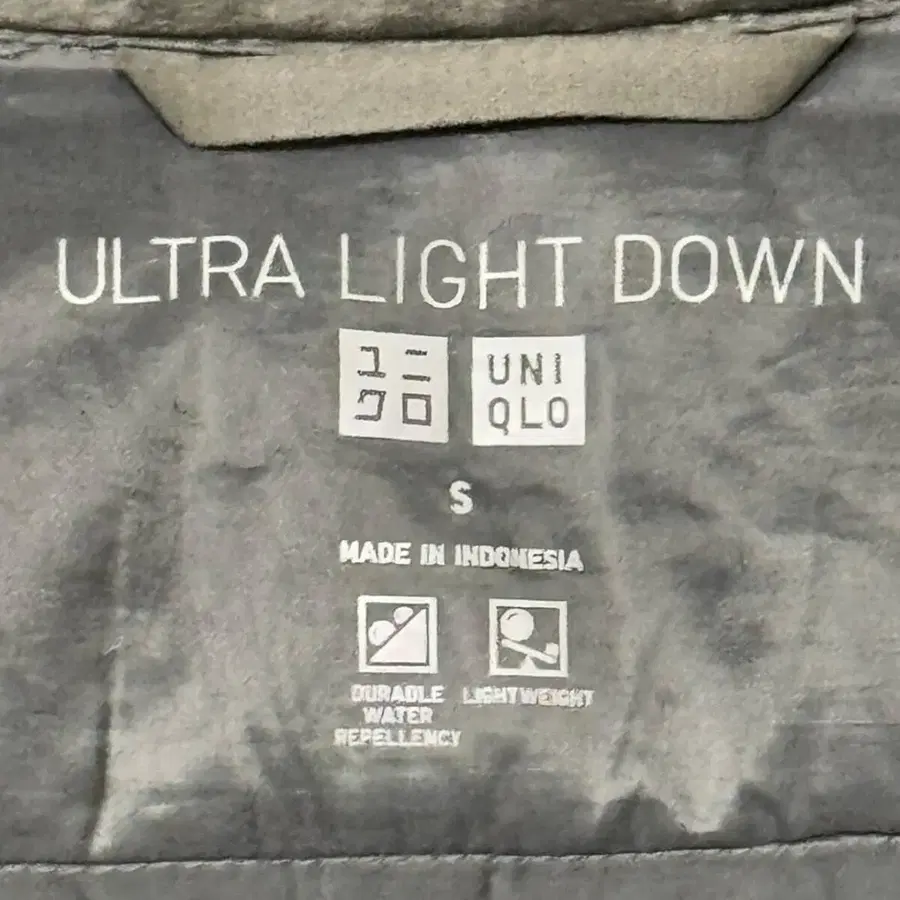 ULTRA LIGHT DOWN
ユニ
クロ
UNI
QLO
S
MADE IN INDONESIA
DURABLE
WATER
REPELLENCY
LIGHTWEIGHT